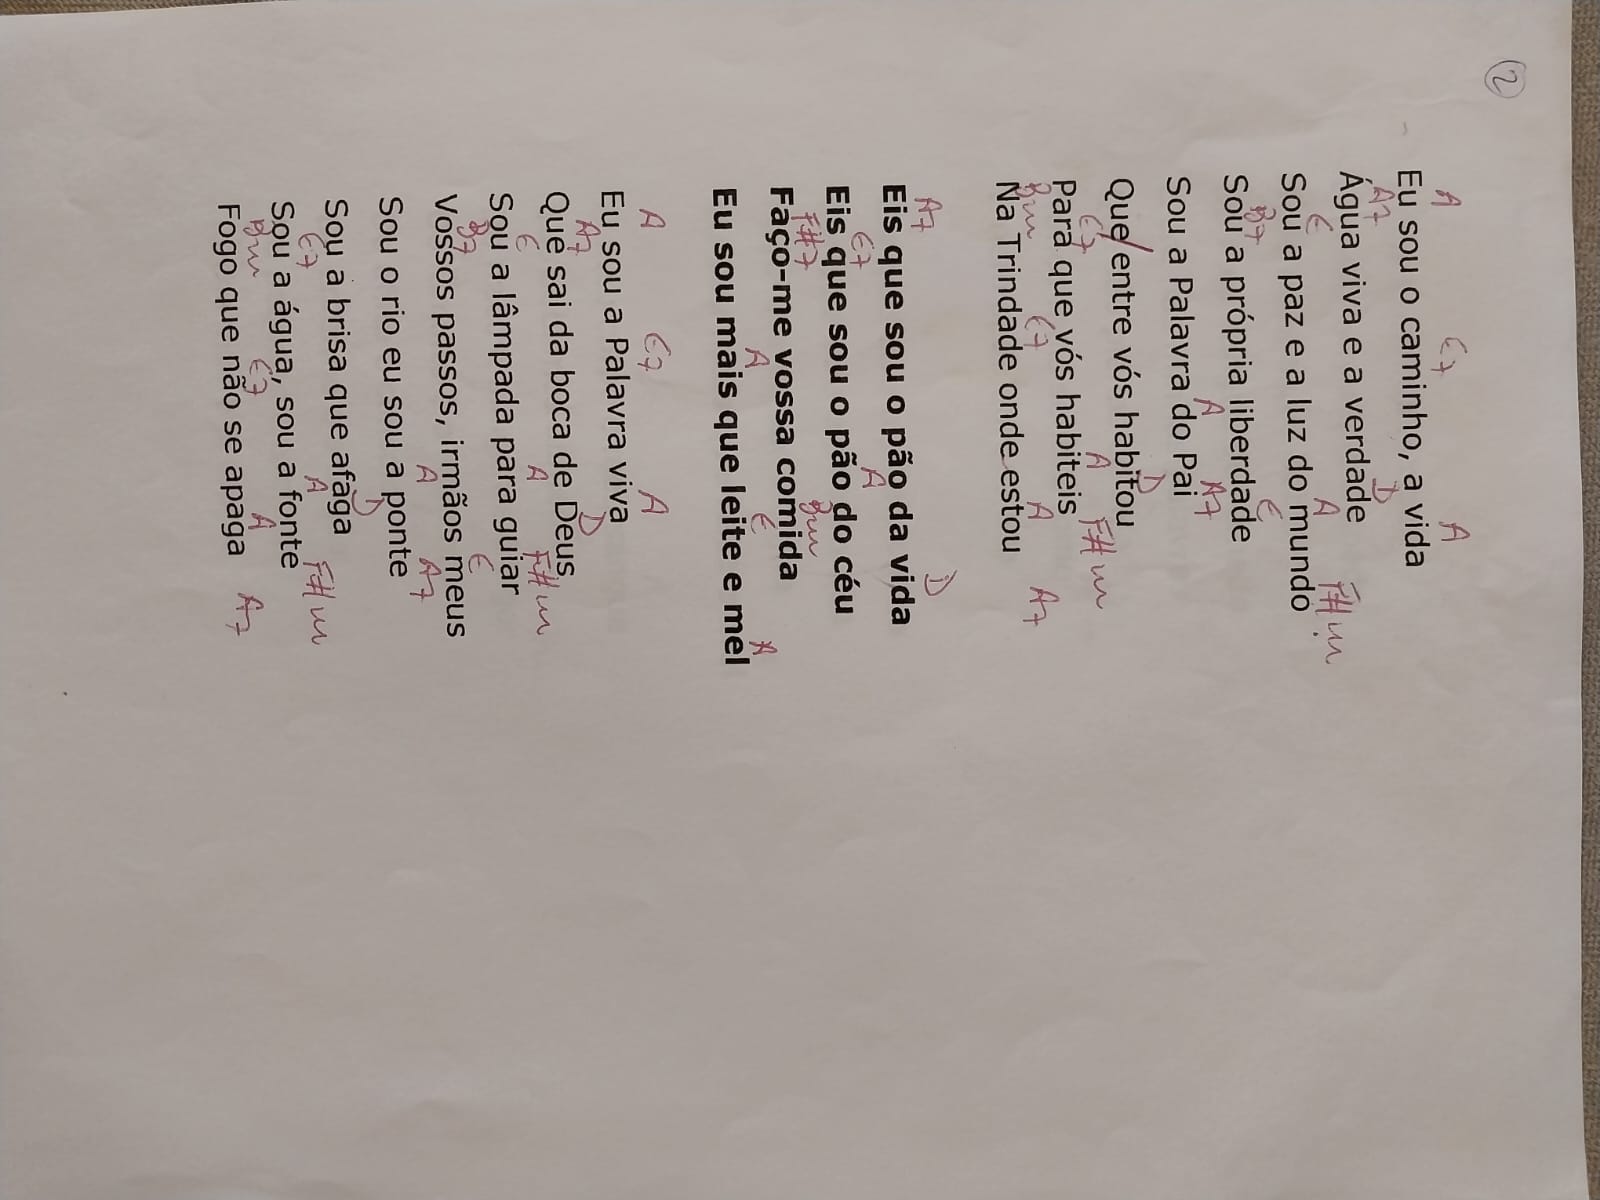 2
A E7 A
Eu sou o caminho, a vida
A7 D
Água viva e a verdade
E A F#m
Sou a paz e a luz do mundo
B7 E
Sou a própria liberdade
A A7
Sou a Palavra do Pai
D
Que/entre vós habitou
E7 A F#m
Para que vós habiteis
Bm E7 A A7
Na Trindade onde estou
A7 D
Eis que sou o pão da vida
E7 A
Eis que sou o pão do céu
F#7 Bm
Faço-me vossa comida
A E A
Eu sou mais que leite e mel
A E7 A
Eu sou a Palavra viva
A7 D
Que sai da boca de Deus
E A F#m
Sou a lâmpada para guiar
B7 E
Vossos passos, irmãos meus
A A7
Sou o rio eu sou a ponte
D
Sou a brisa que afaga
E7 A F#m
Sou a água, sou a fonte
Bm E7 A A7
Fogo que não se apaga